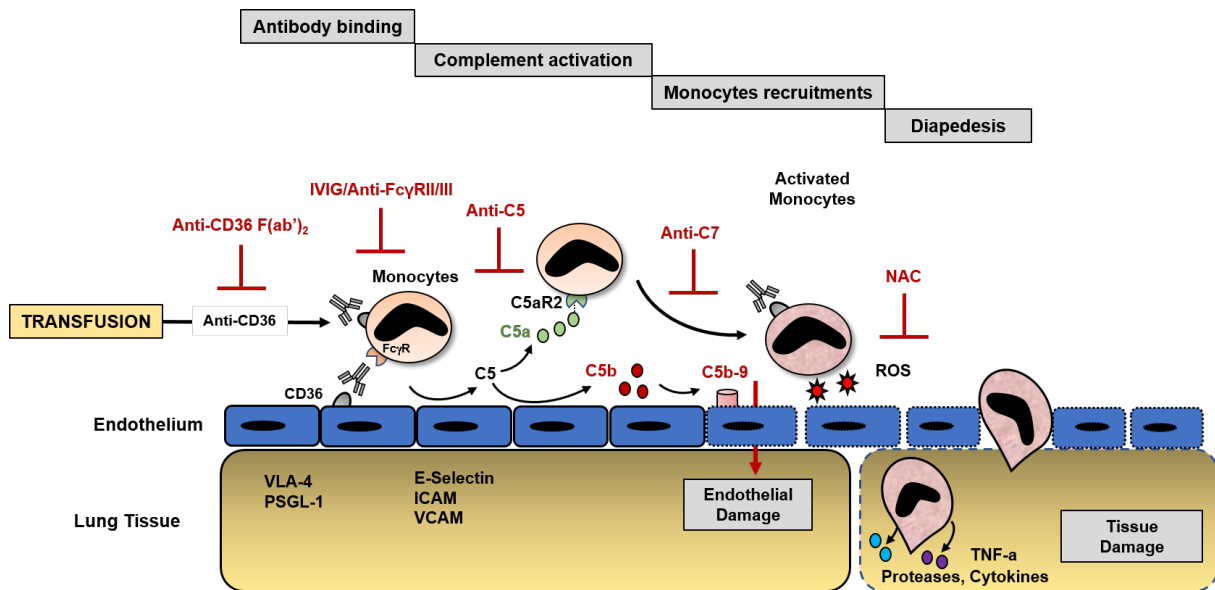 Antibody binding
Complement activation
Monocytes recruitments
Diapedesis
Activated
Monocytes
IVIG/Anti-FcγRII/III
Anti-CD36 F(ab’)₂
Anti-C5
Anti-C7
NAC
Monocytes
C5aR2
TRANSFUSION
Anti-CD36
FcγR
C5a
C5
C5b
C5b-9
ROS
CD36
Endothelium
VLA-4
PSGL-1
E-Selectin
ICAM
VCAM
Endothelial
Damage
Lung Tissue
Tissue
Damage
TNF-a
Proteases, Cytokines